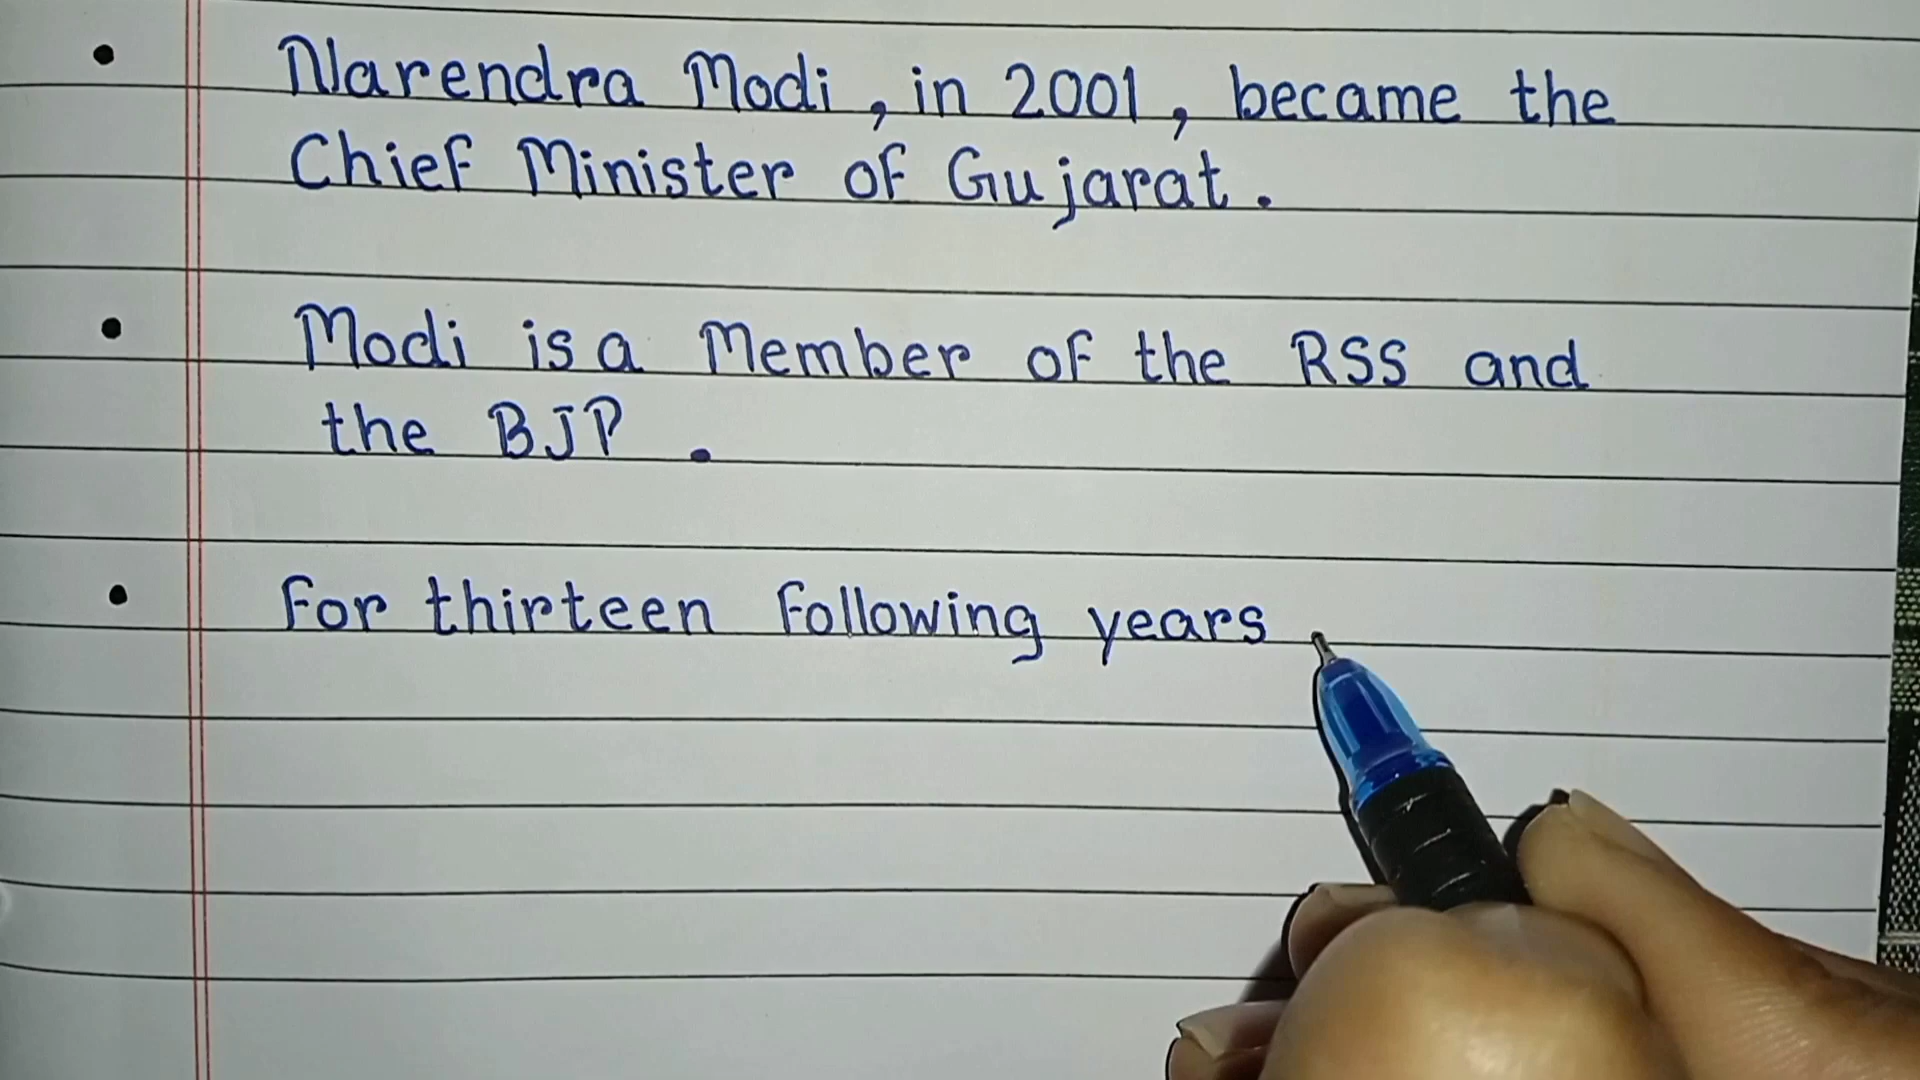 • Narendra Modi, in 2001, became the
Chief Minister of Gujarat.
• Modi is a Member of the RSS and
the BJP.
• For thirteen following years